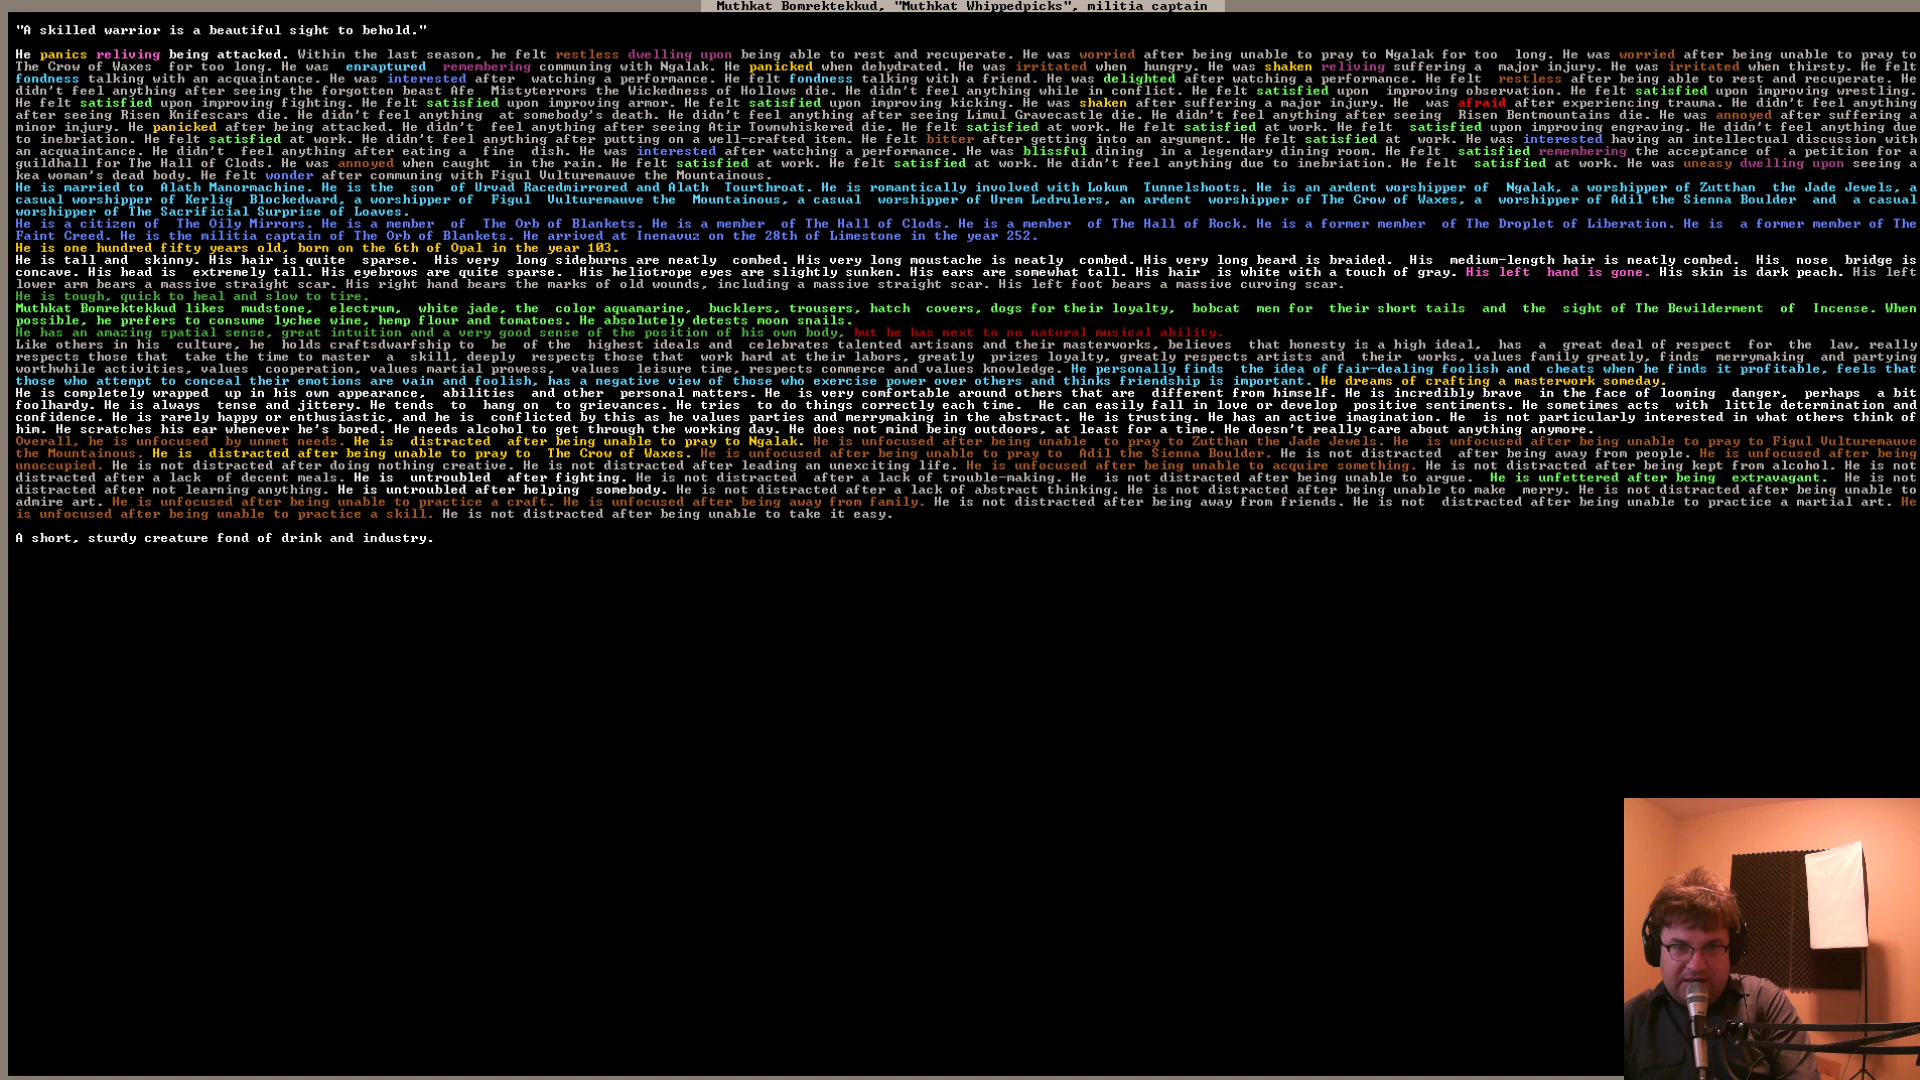 Muthkat Bomrektekkud, "Muthkat Whippedpicks", militia captain
"A skilled warrior is a beautiful sight to behold."
He panics reliving being attacked. Within the last season, he felt restless dwelling upon being able to rest and recuperate. He was worried after being unable to pray to Ngalak for too long. He was worried after being unable to pray to
The Crow of Waxes for too long. He was enraptured remembering communing with Ngalak. He panicked when dehydrated. He was irritated when hungry. He was shaken reliving suffering a major injury. He was irritated when thirsty. He felt
fondness talking with an acquaintance. He was interested after watching a performance. He felt fondness talking with a friend. He was delighted after watching a performance. He felt restless after being able to rest and recuperate. He
didn't feel anything after seeing the forgotten beast Afe Mistyterrors the Wickedness of Hollows die. He didn't feel anything while in conflict. He felt satisfied upon improving observation. He felt satisfied upon improving wrestling.
He felt satisfied upon improving fighting. He felt satisfied upon improving armor. He felt satisfied upon improving kicking. He was shaken after suffering a major injury. He was afraid after experiencing trauma. He didn't feel anything
after seeing Risen Knifescars die. He didn't feel anything at somebody's death. He didn't feel anything after seeing Limul Gravecastle die. He didn't feel anything after seeing Risen Bentmountains die. He was annoyed after suffering a
minor injury. He panicked after being attacked. He didn't feel anything after seeing Atir Townwhiskered die. He felt satisfied at work. He felt satisfied at work. He felt satisfied upon improving engraving. He didn't feel anything due
to inebriation. He felt satisfied at work. He didn't feel anything after putting on a well-crafted item. He felt bitter after getting into an argument. He felt satisfied at work. He was interested having an intellectual discussion with
an acquaintance. He didn't feel anything after eating a fine dish. He was interested after watching a performance. He was blissful dining in a legendary dining room. He felt satisfied remembering the acceptance of a petition for a
guildhall for The Hall of Clods. He was annoyed when caught in the rain. He felt satisfied at work. He felt satisfied at work. He didn't feel anything due to inebriation. He felt satisfied at work. He was uneasy dwelling upon seeing a
kea woman's dead body. He felt wonder after communing with Figul Vulturemauve the Mountainous.
He is married to Alath Manormachine. He is the son of Urvad Racedmirrored and Alath Tourthroat. He is romantically involved with Lokum Tunnelshoots. He is an ardent worshipper of Ngalak, a worshipper of Zutthan the Jade Jewels, a
casual worshipper of Kerlig Blockedward, a worshipper of Figul Vulturemauve the Mountainous, a casual worshipper of Urem Ledrulers, an ardent worshipper of The Crow of Waxes, a worshipper of Adil the Sienna Boulder and a casual
worshipper of The Sacrificial Surprise of Loaves.
He is a citizen of The Oily Mirrors. He is a member of The Orb of Blankets. He is a member of The Hall of Clods. He is a member of The Hall of Rock. He is a former member of The Droplet of Liberation. He is a former member of The
Faint Creed. He is the militia captain of The Orb of Blankets. He arrived at Inenavuz on the 28th of Limestone in the year 252.
He is one hundred fifty years old, born on the 6th of Opal in the year 103.
He is tall and skinny. His hair is quite sparse. His very long sideburns are neatly combed. His very long moustache is neatly combed. His very long beard is braided. His medium-length hair is neatly combed. His nose bridge is
concave. His head is extremely tall. His eyebrows are quite sparse. His heliotrope eyes are slightly sunken. His ears are somewhat tall. His hair is white with a touch of gray. His left hand is gone. His skin is dark peach. His left
lower arm bears a massive straight scar. His right hand bears the marks of old wounds, including a massive straight scar. His left foot bears a massive curving scar.
He is tough, quick to heal and slow to tire.
Muthkat Bomrektekkud likes mudstone, electrum, white jade, the color aquamarine, bucklers, trousers, hatch covers, dogs for their loyalty, bobcat men for their short tails and the sight of The Bewilderment of Incense. When
possible, he prefers to consume lychee wine, hemp flour and tomatoes. He absolutely detests moon snails.
He has an amazing spatial sense, great intuition and a very good sense of the position of his own body, but he has next to no natural musical ability.
Like others in his culture, he holds craftsdwarfship to be of the highest ideals and celebrates talented artisans and their masterworks, believes that honesty is a high ideal, has a great deal of respect for the law, really
respects those that take the time to master a skill, deeply respects those that work hard at their labors, greatly prizes loyalty, greatly respects artists and their works, values family greatly, finds merrymaking and partying
worthwhile activities, values cooperation, values martial prowess, values leisure time, respects commerce and values knowledge. He personally finds the idea of fair-dealing foolish and cheats when he finds it profitable, feels that
those who attempt to conceal their emotions are vain and foolish, has a negative view of those who exercise power over others and thinks friendship is important. He dreams of crafting a masterwork someday.
He is completely wrapped up in his own appearance, abilities and other personal matters. He is very comfortable around others that are different from himself. He is incredibly brave in the face of looming danger, perhaps a bit
foolhardy. He is always tense and jittery. He tends to hang on to grievances. He tries to do things correctly each time. He can easily fall in love or develop positive sentiments. He sometimes acts with little determination and
confidence. He is rarely happy or enthusiastic, and he is conflicted by this as he values parties and merrymaking in the abstract. He is trusting. He has an active imagination. He is not particularly interested in what others think of
him. He scratches his ear whenever he's bored. He needs alcohol to get through the working day. He does not mind being outdoors, at least for a time. He doesn't really care about anything anymore.
Overall, he is unfocused by unmet needs. He is distracted after being unable to pray to Ngalak. He is unfocused after being unable to pray to Zutthan the Jade Jewels. He is unfocused after being unable to pray to Figul Vulturemauve
the Mountainous. He is distracted after being unable to pray to The Crow of Waxes. He is unfocused after being unable to pray to Adil the Sienna Boulder. He is not distracted after being away from people. He is unfocused after being
unoccupied. He is not distracted after doing nothing creative. He is not distracted after leading an unexciting life. He is unfocused after being unable to acquire something. He is not distracted after being kept from alcohol. He is not
distracted after a lack of decent meals. He is untroubled after fighting. He is not distracted after a lack of trouble-making. He is not distracted after being unable to argue. He is unfettered after being extravagant. He is not
distracted after not learning anything. He is untroubled after helping somebody. He is not distracted after a lack of abstract thinking. He is not distracted after being unable to make merry. He is not distracted after being unable to
admire art. He is unfocused after being unable to practice a craft. He is unfocused after being away from family. He is not distracted after being away from friends. He is not distracted after being unable to practice a martial art. He
is unfocused after being unable to practice a skill. He is not distracted after being unable to take it easy.
A short, sturdy creature fond of drink and industry.